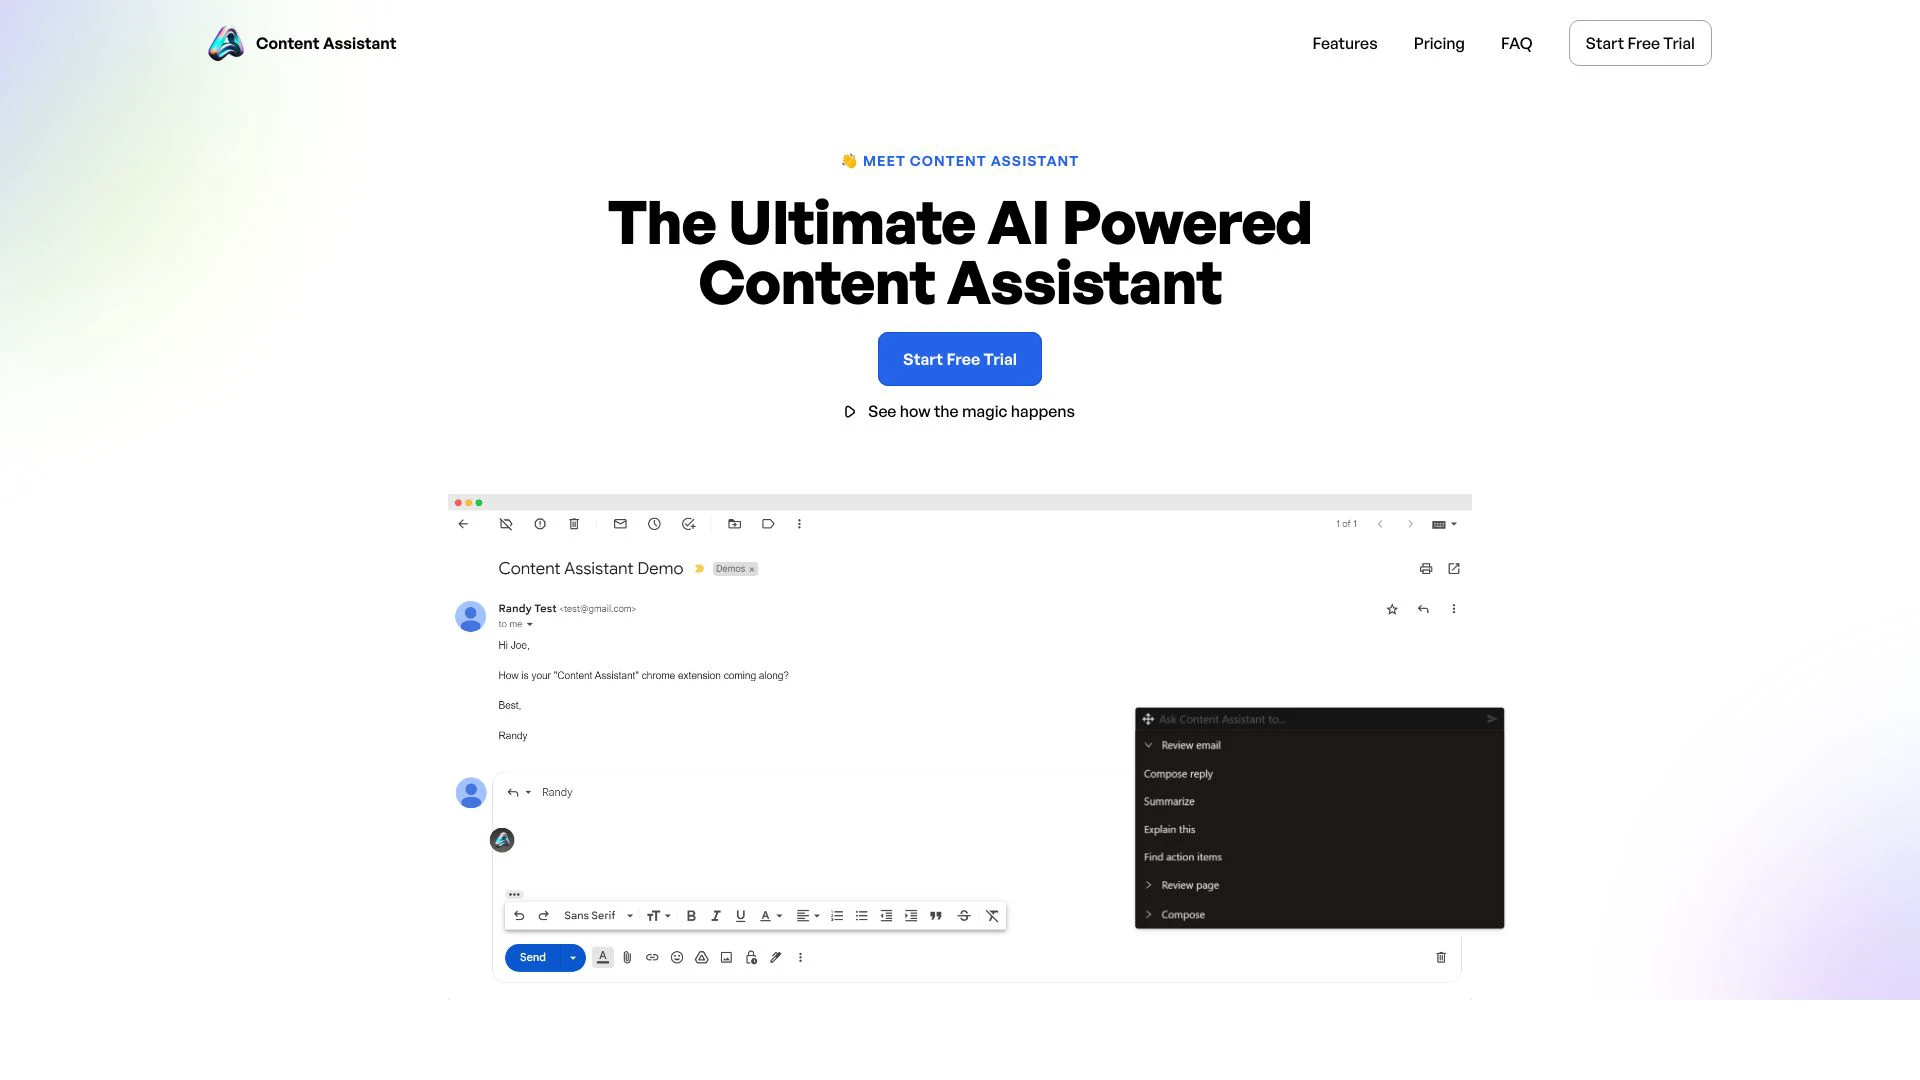 Content Assistant
Features
Pricing
FAQ
Start Free Trial
👋 MEET CONTENT ASSISTANT
The Ultimate AI Powered
Content Assistant
Start Free Trial
See how the magic happens
1 of 1
Content Assistant Demo
Demos ×
Randy Test <test@gmail.com>
to me
Hi Joe,
How is your "Content Assistant" chrome extension coming along?
Best,
Randy
Ask Content Assistant to...
Review email
Compose reply
Summarize
Explain this
Find action items
Review page
Compose
Randy
Sans Serif
Send